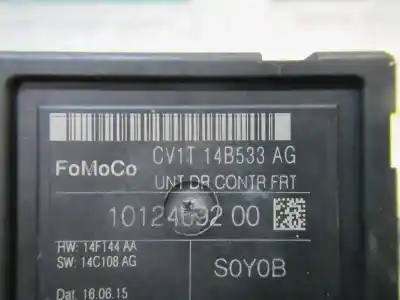 CV1T 14B533 AG
FoMoCo
UNT DR CONTR FRT
10124692 00
HW: 14F144 AA
SW: 14C108 AG
S0Y0B
Dat. 16.06.15